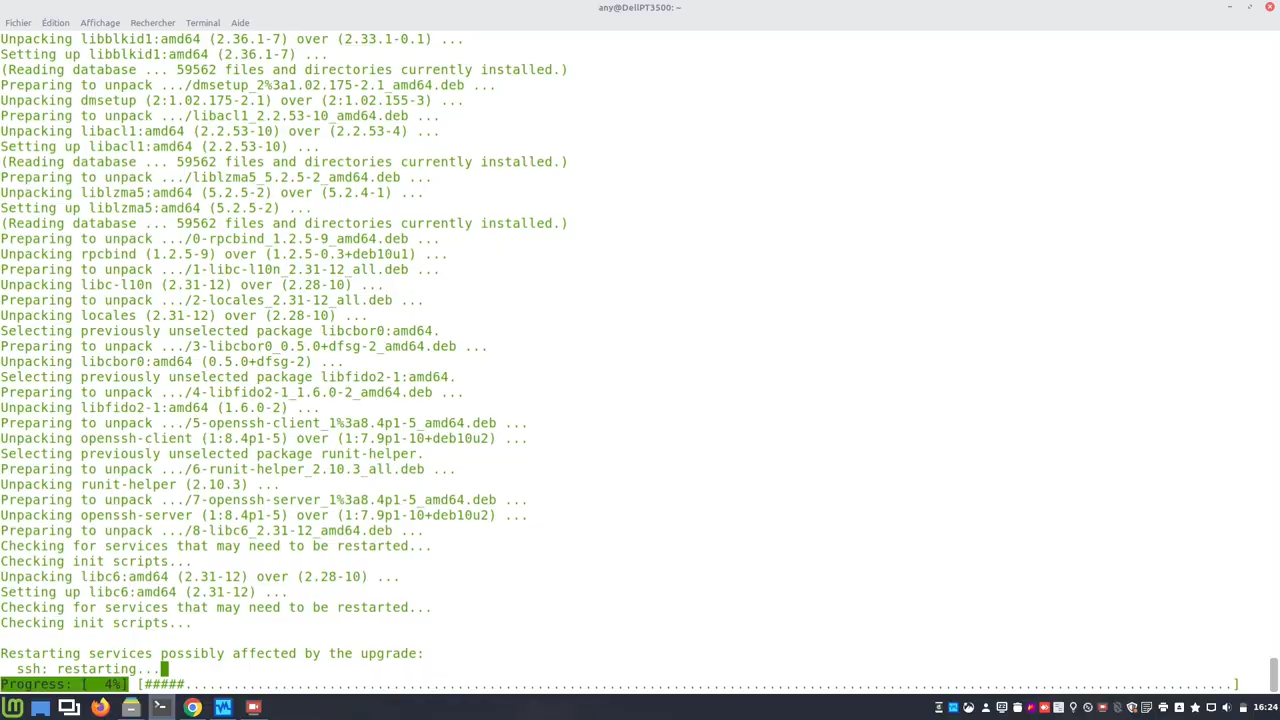 any@DellPT3500: ~
Fichier Édition Affichage Rechercher Terminal Aide
Unpacking libblkid1:amd64 (2.36.1-7) over (2.33.1-0.1) ...
Setting up libblkid1:amd64 (2.36.1-7) ...
(Reading database ... 59562 files and directories currently installed.)
Preparing to unpack .../dmsetup_2%3a1.02.175-2.1_amd64.deb ...
Unpacking dmsetup (2:1.02.175-2.1) over (2:1.02.155-3) ...
Preparing to unpack .../libacl1_2.2.53-10_amd64.deb ...
Unpacking libacl1:amd64 (2.2.53-10) over (2.2.53-4) ...
Setting up libacl1:amd64 (2.2.53-10) ...
(Reading database ... 59562 files and directories currently installed.)
Preparing to unpack .../liblzma5_5.2.5-2_amd64.deb ...
Unpacking liblzma5:amd64 (5.2.5-2) over (5.2.4-1) ...
Setting up liblzma5:amd64 (5.2.5-2) ...
(Reading database ... 59562 files and directories currently installed.)
Preparing to unpack .../0-rpcbind_1.2.5-9_amd64.deb ...
Unpacking rpcbind (1.2.5-9) over (1.2.5-0.3+deb10u1) ...
Preparing to unpack .../1-libc-l10n_2.31-12_all.deb ...
Unpacking libc-l10n (2.31-12) over (2.28-10) ...
Preparing to unpack .../2-locales_2.31-12_all.deb ...
Unpacking locales (2.31-12) over (2.28-10) ...
Selecting previously unselected package libcbor0:amd64.
Preparing to unpack .../3-libcbor0_0.5.0+dfsg-2_amd64.deb ...
Unpacking libcbor0:amd64 (0.5.0+dfsg-2) ...
Selecting previously unselected package libfido2-1:amd64.
Preparing to unpack .../4-libfido2-1_1.6.0-2_amd64.deb ...
Unpacking libfido2-1:amd64 (1.6.0-2) ...
Preparing to unpack .../5-openssh-client_1%3a8.4p1-5_amd64.deb ...
Unpacking openssh-client (1:8.4p1-5) over (1:7.9p1-10+deb10u2) ...
Selecting previously unselected package runit-helper.
Preparing to unpack .../6-runit-helper_2.10.3_all.deb ...
Unpacking runit-helper (2.10.3) ...
Preparing to unpack .../7-openssh-server_1%3a8.4p1-5_amd64.deb ...
Unpacking openssh-server (1:8.4p1-5) over (1:7.9p1-10+deb10u2) ...
Preparing to unpack .../8-libc6_2.31-12_amd64.deb ...
Checking for services that may need to be restarted...
Checking init scripts...
Unpacking libc6:amd64 (2.31-12) over (2.28-10) ...
Setting up libc6:amd64 (2.31-12) ...
Checking for services that may need to be restarted...
Checking init scripts...
Restarting services possibly affected by the upgrade:
ssh: restarting...
Progress: [  4%] [#####....................................................................................................................................]
16:24